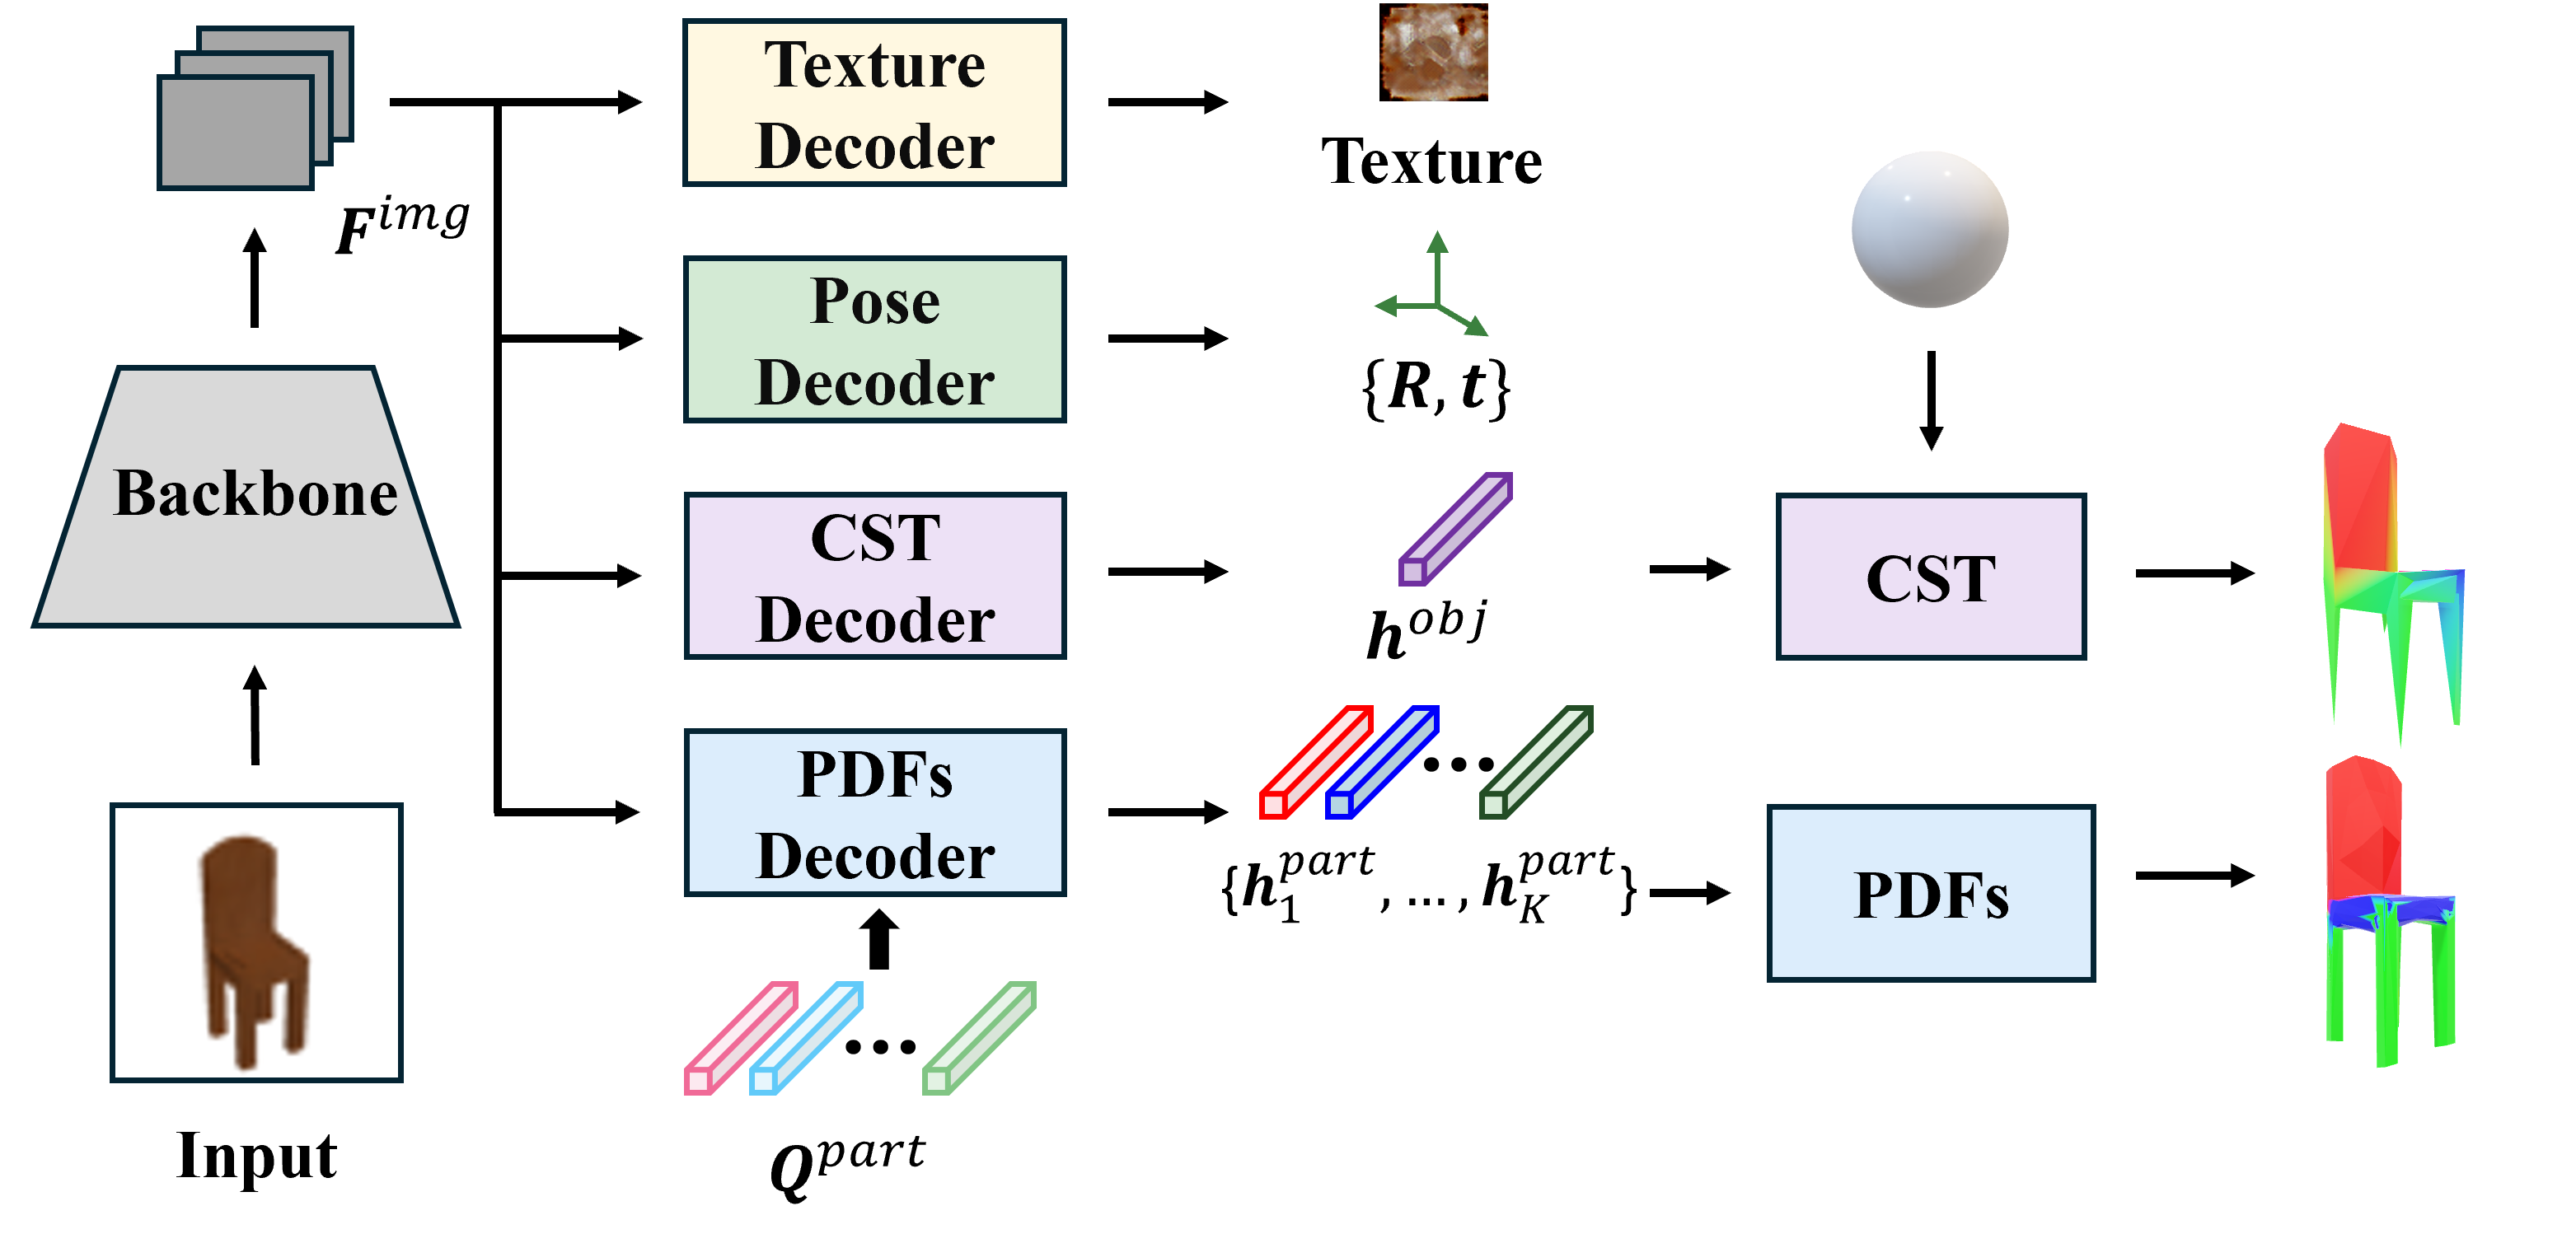 Texture
Decoder
Texture
F^{img}
Pose
Decoder
{R, t}
Backbone
CST
Decoder
h^{obj}
CST
PDFs
Decoder
{h_1^{part}, ..., h_K^{part}}
PDFs
Input
Q^{part}